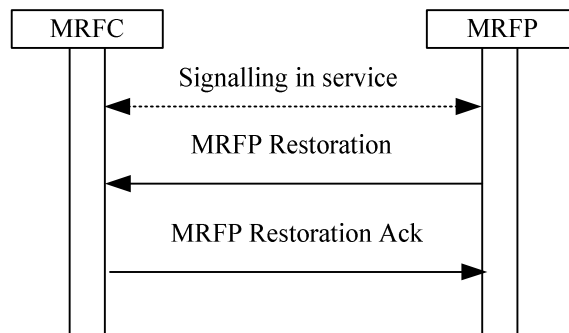 MRFC
MRFP
Signalling in service
MRFP Restoration
MRFP Restoration Ack